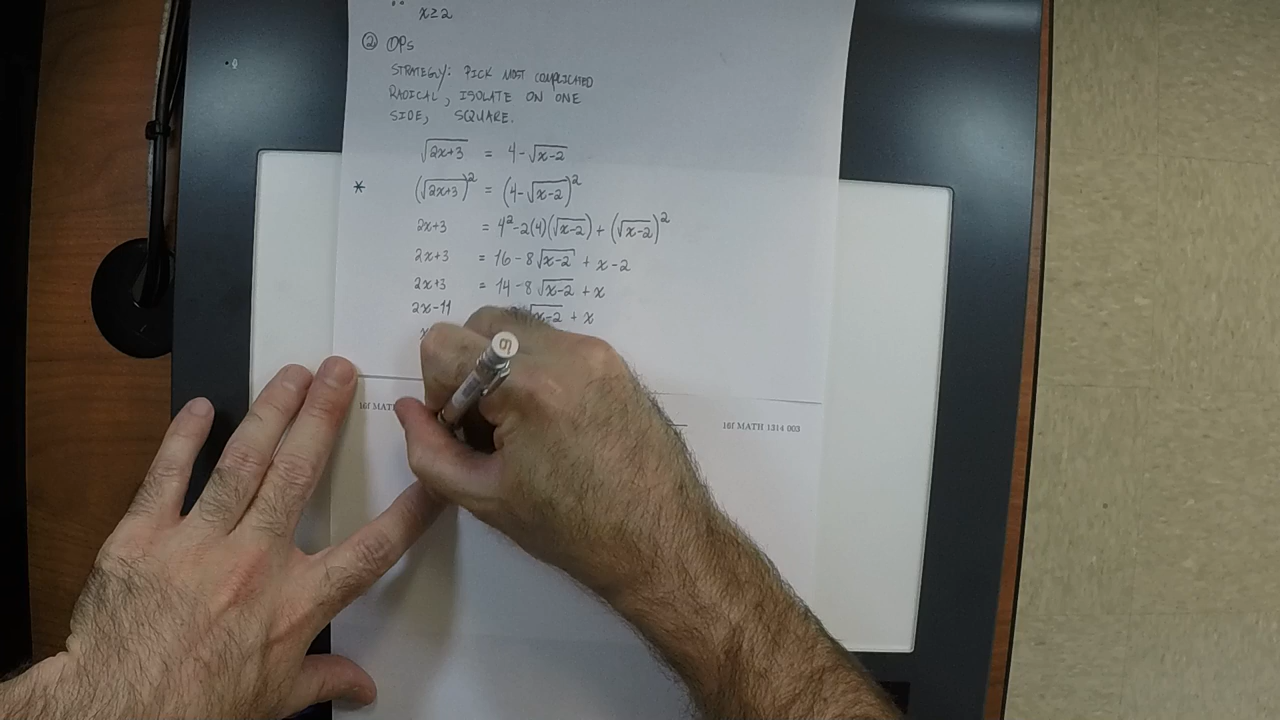 ∴ x ≥ 2
② OPs
STRATEGY: PICK MOST COMPLICATED
RADICAL, ISOLATE ON ONE
SIDE, SQUARE.
√(2x+3) = 4-√(x-2)
* (√(2x+3))² = (4-√(x-2))²
2x+3 = 4²-2(4)(√(x-2)) + (√(x-2))²
2x+3 = 16-8√(x-2) + x-2
2x+3 = 14-8√(x-2) + x
2x-11 √(x-2) + x
x
16f MATH 1314 003